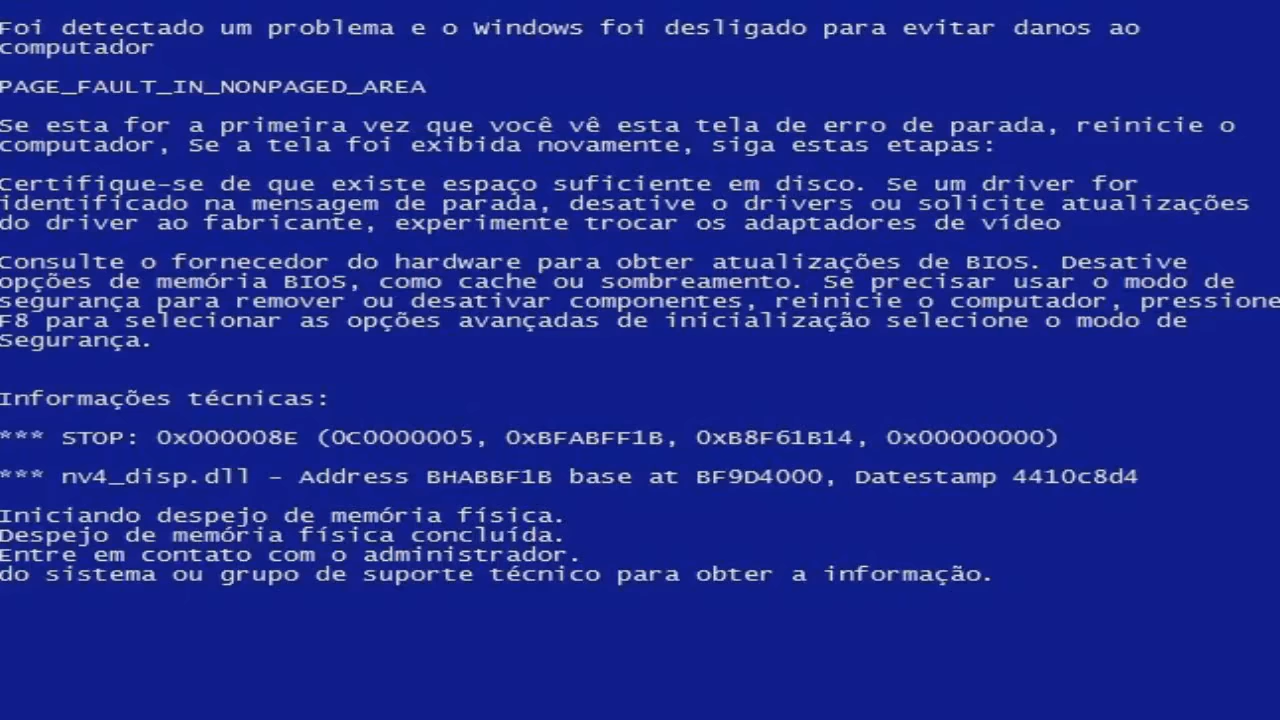 Foi detectado um problema e o Windows foi desligado para evitar danos ao
computador
PAGE_FAULT_IN_NONPAGED_AREA
Se esta for a primeira vez que você vê esta tela de erro de parada, reinicie o
computador, Se a tela foi exibida novamente, siga estas etapas:
Certifique-se de que existe espaço suficiente em disco. Se um driver for
identificado na mensagem de parada, desative o drivers ou solicite atualizações
do driver ao fabricante, experimente trocar os adaptadores de vídeo
Consulte o fornecedor do hardware para obter atualizações de BIOS. Desative
opções de memória BIOS, como cache ou sombreamento. Se precisar usar o modo de
segurança para remover ou desativar componentes, reinicie o computador, pressione
F8 para selecionar as opções avançadas de inicialização selecione o modo de
Segurança.
Informações técnicas:
*** STOP: 0x000008E (0C0000005, 0xBFABFF1B, 0xB8F61B14, 0x00000000)
*** nv4_disp.dll – Address BHABBF1B base at BF9D4000, Datestamp 4410c8d4
Iniciando despejo de memória física.
Despejo de memória física concluída.
Entre em contato com o administrador.
do sistema ou grupo de suporte técnico para obter a informação.